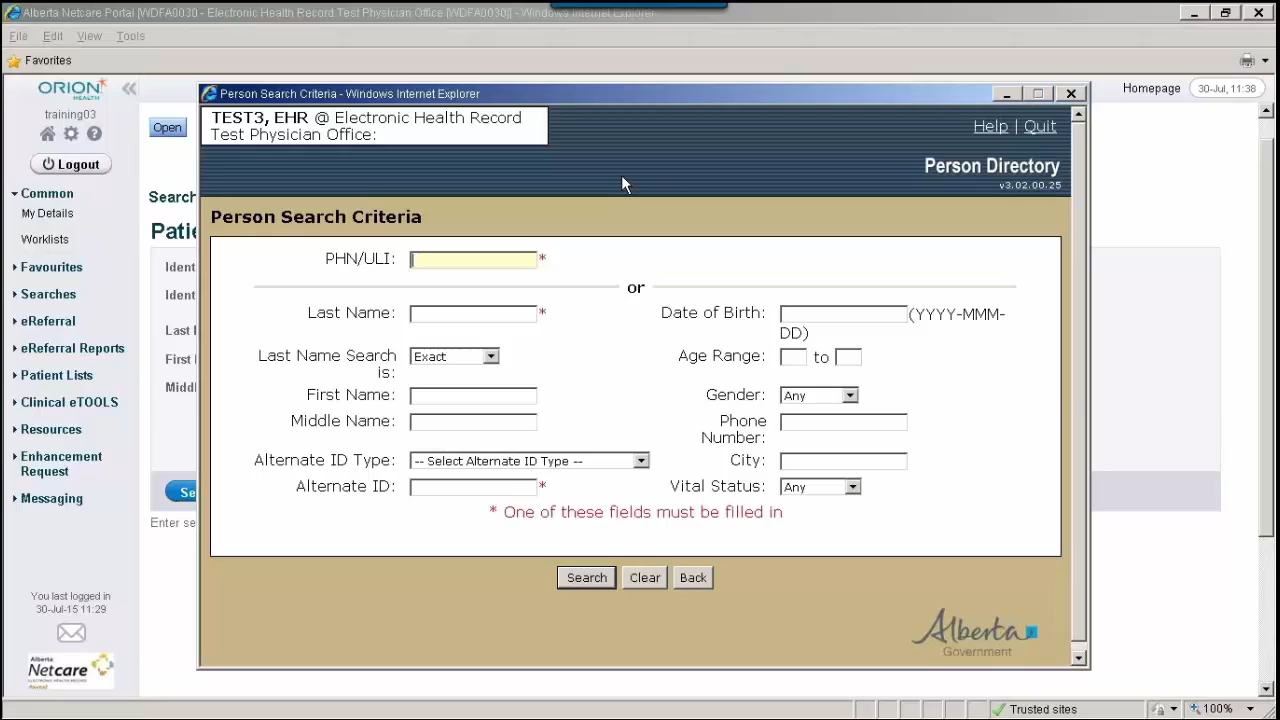 Alberta Netcare Portal [WDFA0030 - Electronic Health Record Test Physician Office [WDFA0030]] - Windows Internet Explorer
File Edit View Tools
Favorites
ORION
HEALTH
training03
Logout
Common
My Details
Worklists
Favourites
Searches
eReferral
eReferral Reports
Patient Lists
Clinical eTOOLS
Resources
Enhancement
Request
Messaging
You last logged in
30-Jul-15 11:29
Alberta
Netcare
ELECTRONIC HEALTH RECORD
Portal
Homepage 30-Jul, 11:38
Open
Search
Patie
Ident
Ident
Last I
First I
Middl
Se
Enter se
Person Search Criteria - Windows Internet Explorer
TEST3, EHR @ Electronic Health Record
Test Physician Office:
Help | Quit
Person Directory
v3.02.00.25
Person Search Criteria
PHN/ULI: *
or
Last Name: * Date of Birth: (YYYY-MMM-
DD)
Last Name Search Exact Age Range: to
is:
First Name: Gender: Any
Middle Name: Phone
Number:
Alternate ID Type: -- Select Alternate ID Type -- City:
Alternate ID: * Vital Status: Any
* One of these fields must be filled in
Search Clear Back
Alberta
Government
Trusted sites 100%